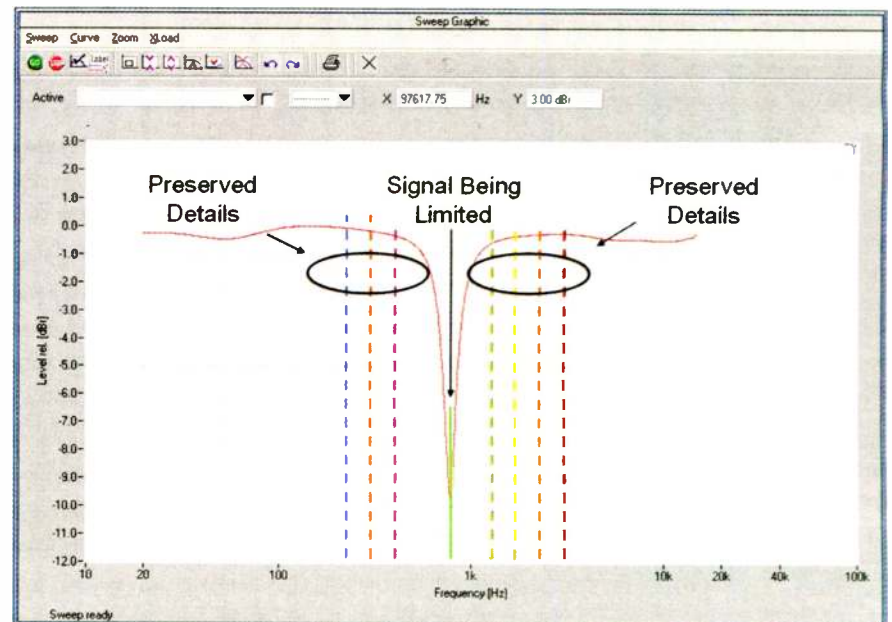 Sweep Graphic
Sweep Curve Zoom XLoad
Label
Active X 97617.75 Hz Y 3.00 dBr
3.0
2.0
1.0
0.0
-1.0
-2.0
-3.0
-4.0
-5.0
-6.0
-7.0
-8.0
-9.0
-10.0
-11.0
-12.0
Level rel. [dBr]
Preserved
Details
Signal Being
Limited
Preserved
Details
10 20 100 1k 10k 20k 40k 100k
Frequency [Hz]
Sweep ready